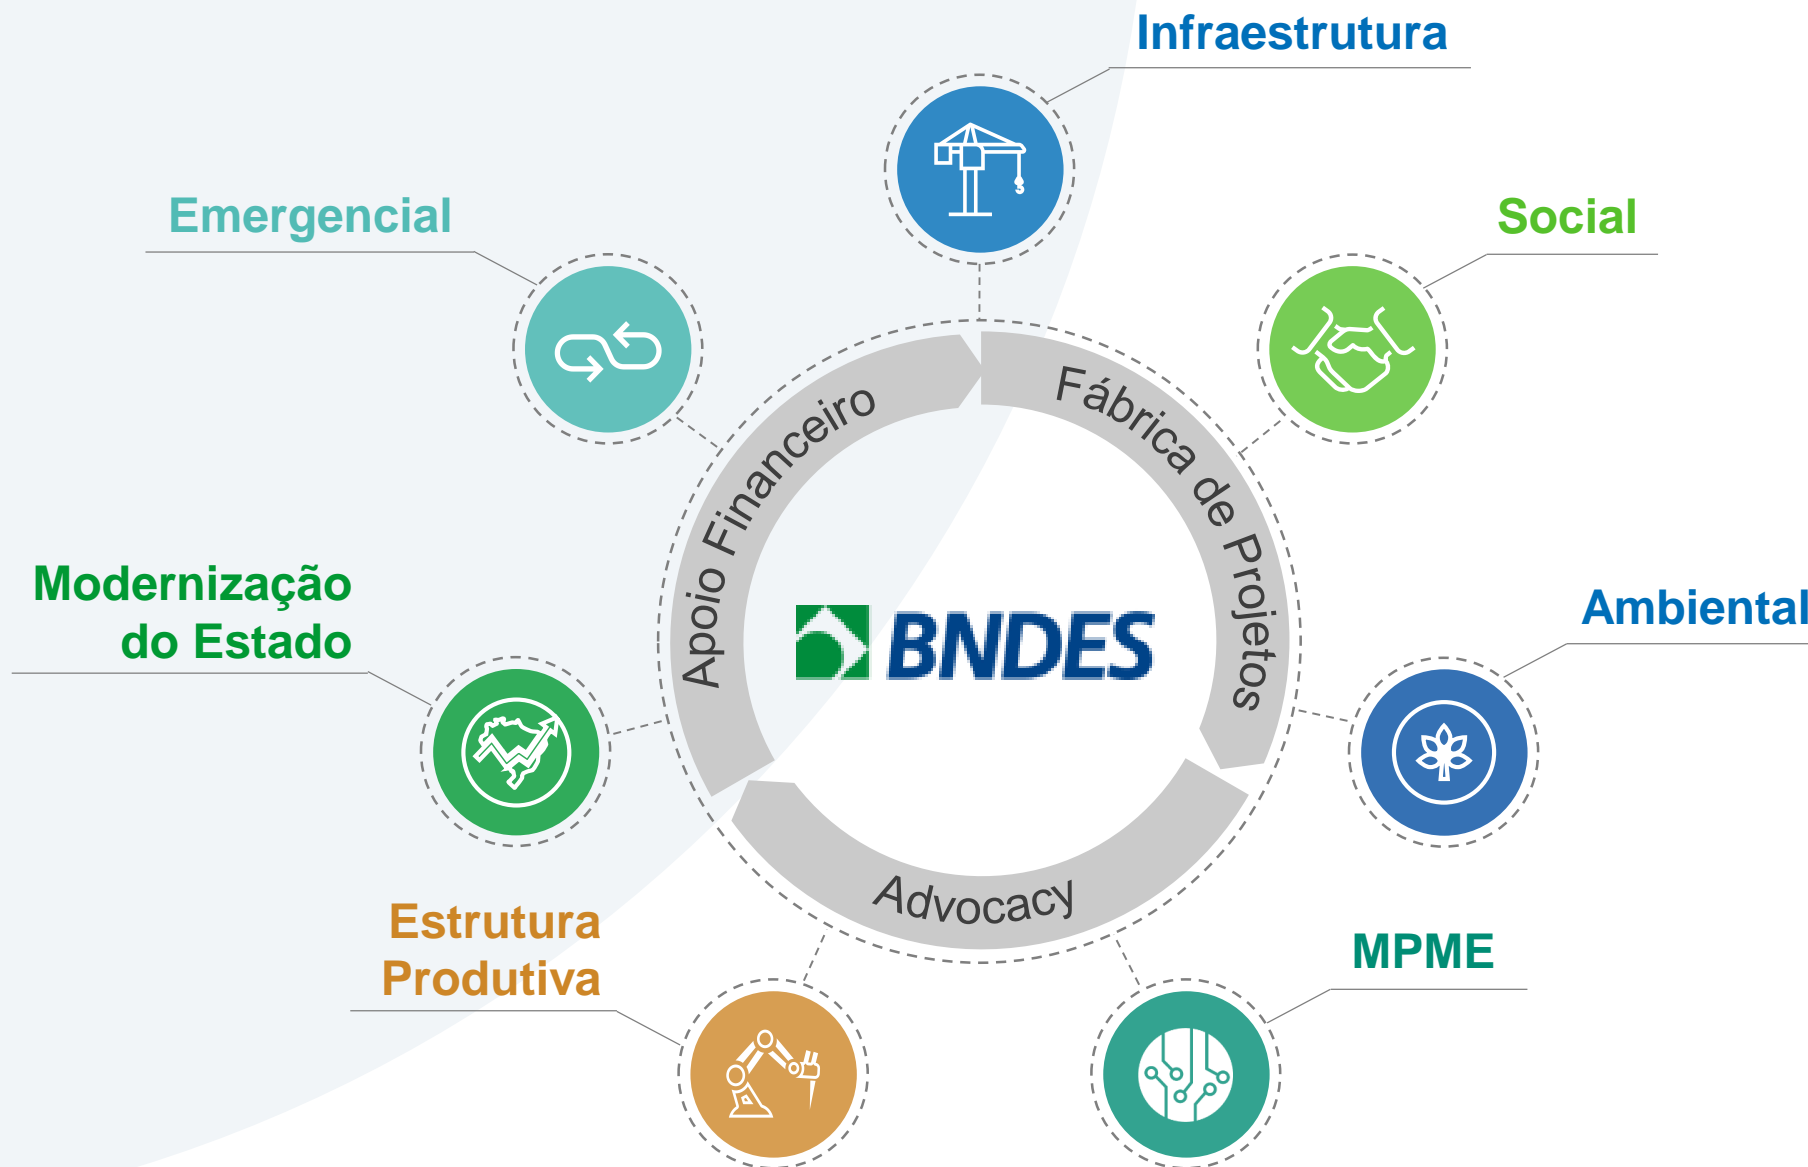 Infraestrutura
Emergencial
Social
Apoio Financeiro
Fábrica de Projetos
Modernização
do Estado
Ambiental
BNDES
Advocacy
Estrutura
Produtiva
MPME